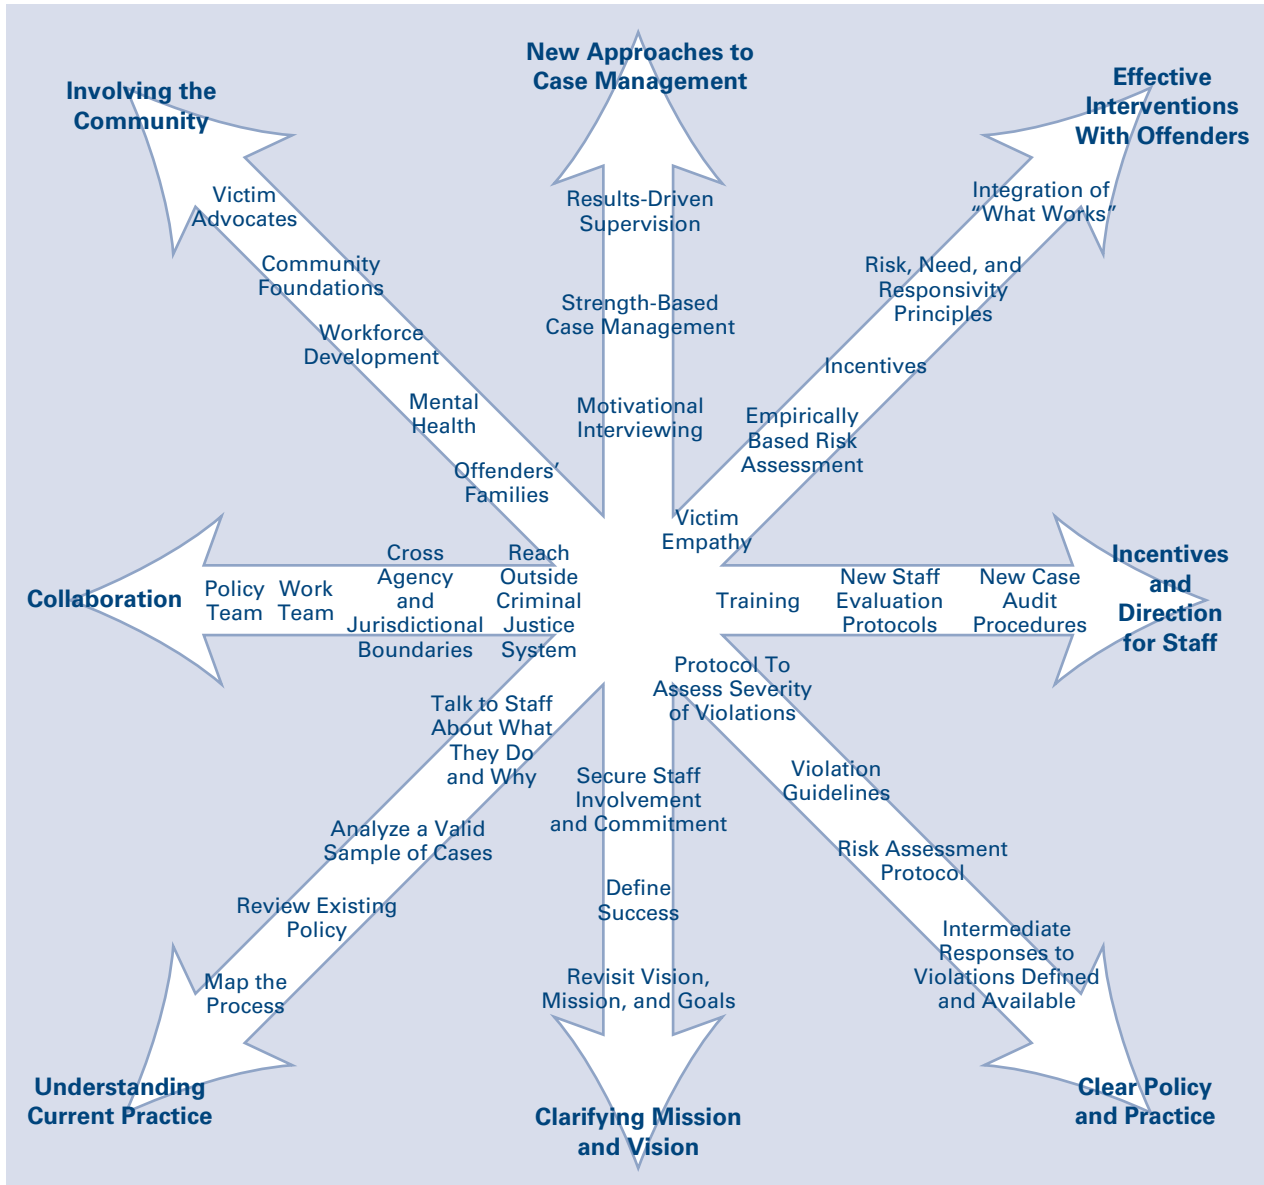 New Approaches to
Case Management
Results-Driven
Supervision
Strength-Based
Case Management
Motivational
Interviewing
Effective
Interventions
With Offenders
Integration of
“What Works”
Risk, Need, and
Responsivity
Principles
Incentives
Empirically
Based Risk
Assessment
Victim
Empathy
Incentives
and
Direction
for Staff
New Case
Audit
Procedures
New Staff
Evaluation
Protocols
Training
Protocol To
Assess Severity
of Violations
Violation
Guidelines
Risk Assessment
Protocol
Intermediate
Responses to
Violations Defined
and Available
Clear Policy
and Practice
Secure Staff
Involvement
and Commitment
Define
Success
Revisit Vision,
Mission, and Goals
Clarifying Mission
and Vision
Talk to Staff
About What
They Do
and Why
Analyze a Valid
Sample of Cases
Review Existing
Policy
Map the
Process
Understanding
Current Practice
Collaboration
Policy
Team
Work
Team
Cross
Agency
and
Jurisdictional
Boundaries
Reach
Outside
Criminal
Justice
System
Involving the
Community
Victim
Advocates
Community
Foundations
Workforce
Development
Mental
Health
Offenders’
Families